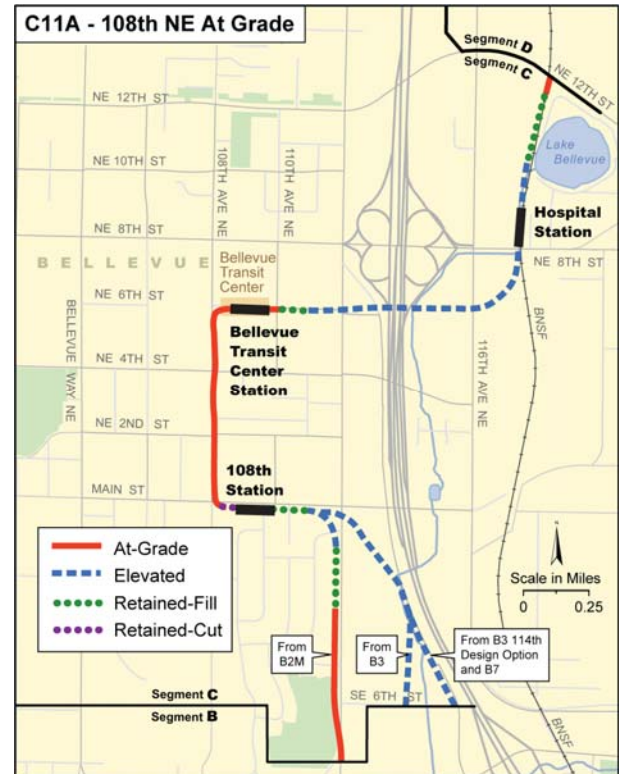 C11A - 108th NE At Grade
Segment D
Segment C
NE 12TH ST
NE 12TH ST
Lake
Bellevue
NE 10TH ST
108TH AVE NE
110TH AVE NE
Hospital
Station
NE 8TH ST
NE 8TH ST
BELLEVUE
Bellevue
Transit
Center
NE 6TH ST
BELLEVUE WAY NE
Bellevue
Transit
Center
Station
BNSF
116TH AVE NE
NE 4TH ST
NE 2ND ST
108th
Station
MAIN ST
At-Grade
Elevated
Retained-Fill
Retained-Cut
Scale in Miles
0
0.25
From
B2M
From
B3
From B3 114th
Design Option
and B7
SE 6TH ST
Segment C
Segment B
BNSF